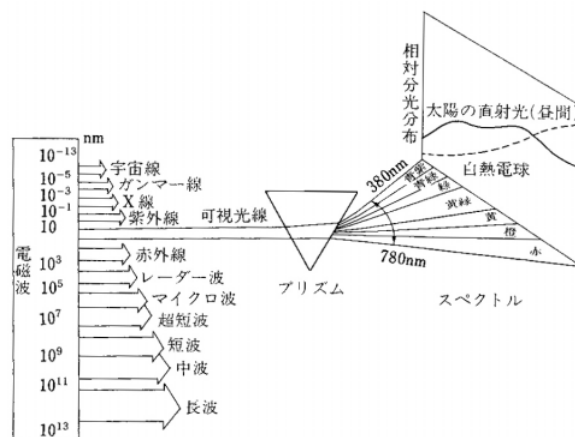 相対分光分布
太陽の直射光(昼間)
白熱電球
nm
10⁻¹³
宇宙線
10⁻⁵
ガンマー線
10⁻³
X線
10⁻¹
紫外線
可視光線
10
380nm
青紫
青緑
緑
黄緑
黄
橙
赤
780nm
電磁波
赤外線
10³
レーダー波
プリズム
10⁵
マイクロ波
スペクトル
10⁷
超短波
短波
10⁹
中波
10¹¹
長波
10¹³